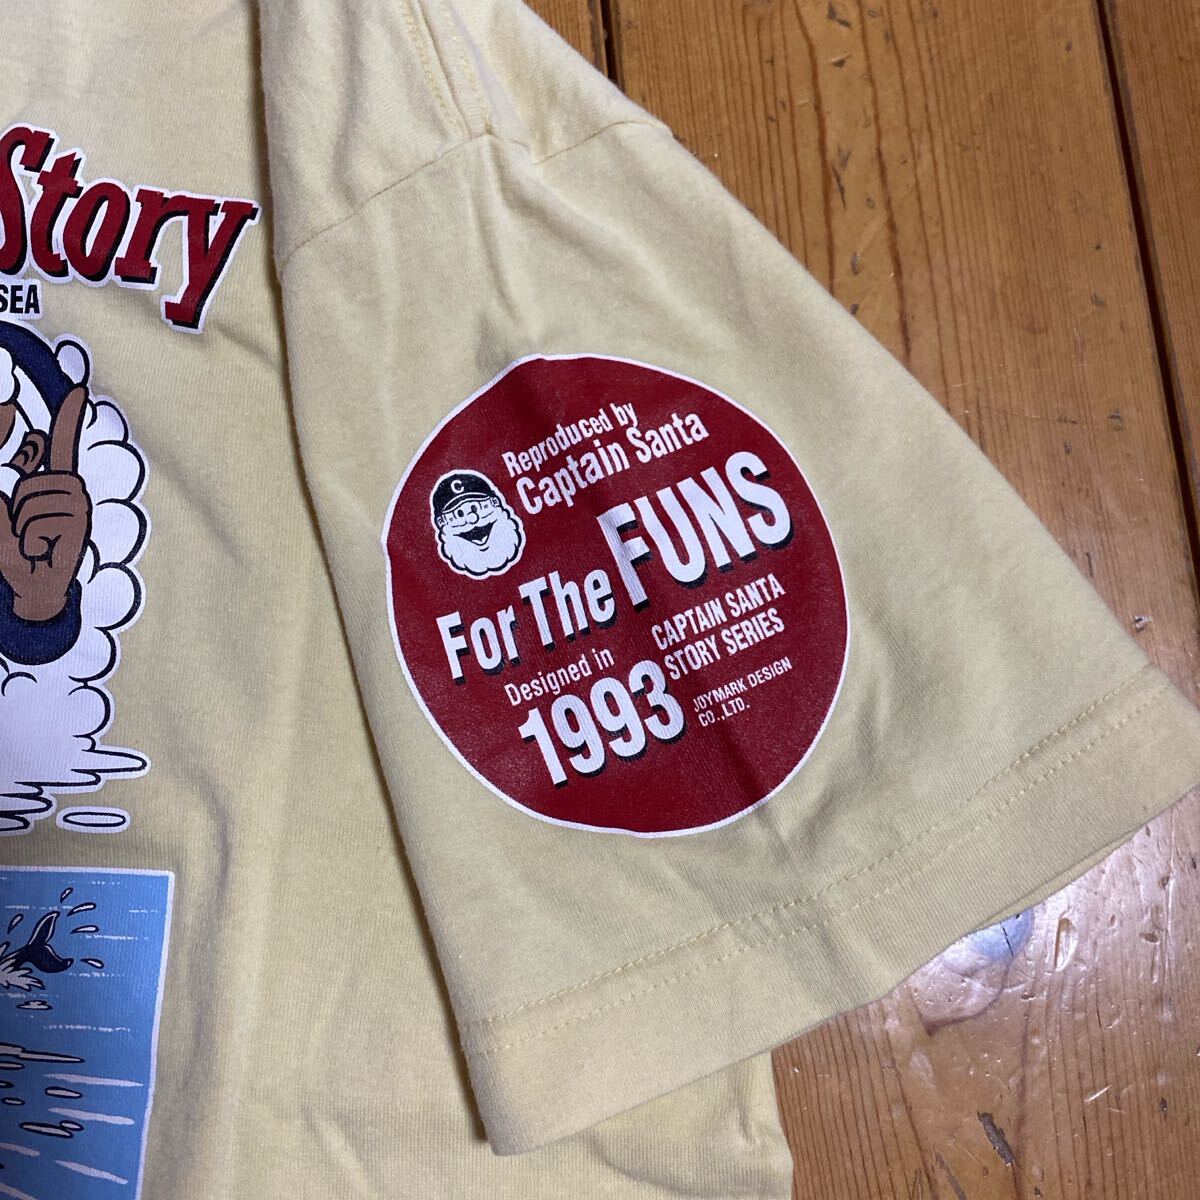 Story
SEA
Reproduced by
Captain Santa
C
For The FUNS
Designed in
1993
CAPTAIN SANTA
STORY SERIES
JOYMARK DESIGN
CO.,LTD.